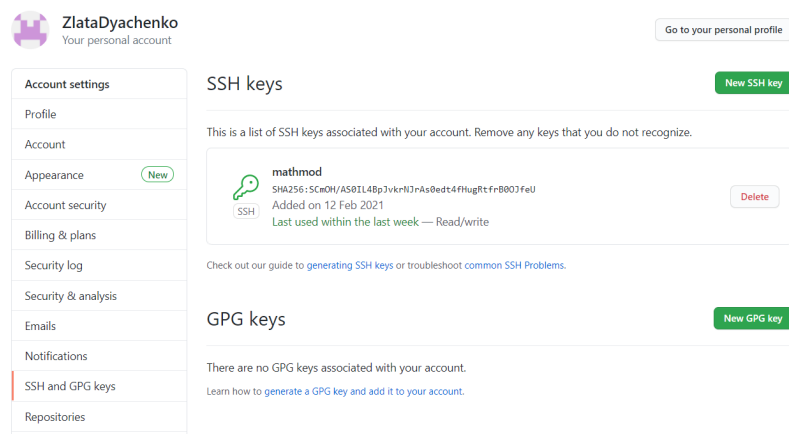 ZlataDyachenko
Your personal account
Go to your personal profile
Account settings
Profile
Account
Appearance New
Account security
Billing & plans
Security log
Security & analysis
Emails
Notifications
SSH and GPG keys
Repositories
SSH keys
New SSH key
This is a list of SSH keys associated with your account. Remove any keys that you do not recognize.
mathmod
SHA256:SCmOH/AS0IL4BpJvkrNJrAs0edt4fHugRtfrB0OJfeU
SSH
Added on 12 Feb 2021
Last used within the last week — Read/write
Delete
Check out our guide to generating SSH keys or troubleshoot common SSH Problems.
GPG keys
New GPG key
There are no GPG keys associated with your account.
Learn how to generate a GPG key and add it to your account.